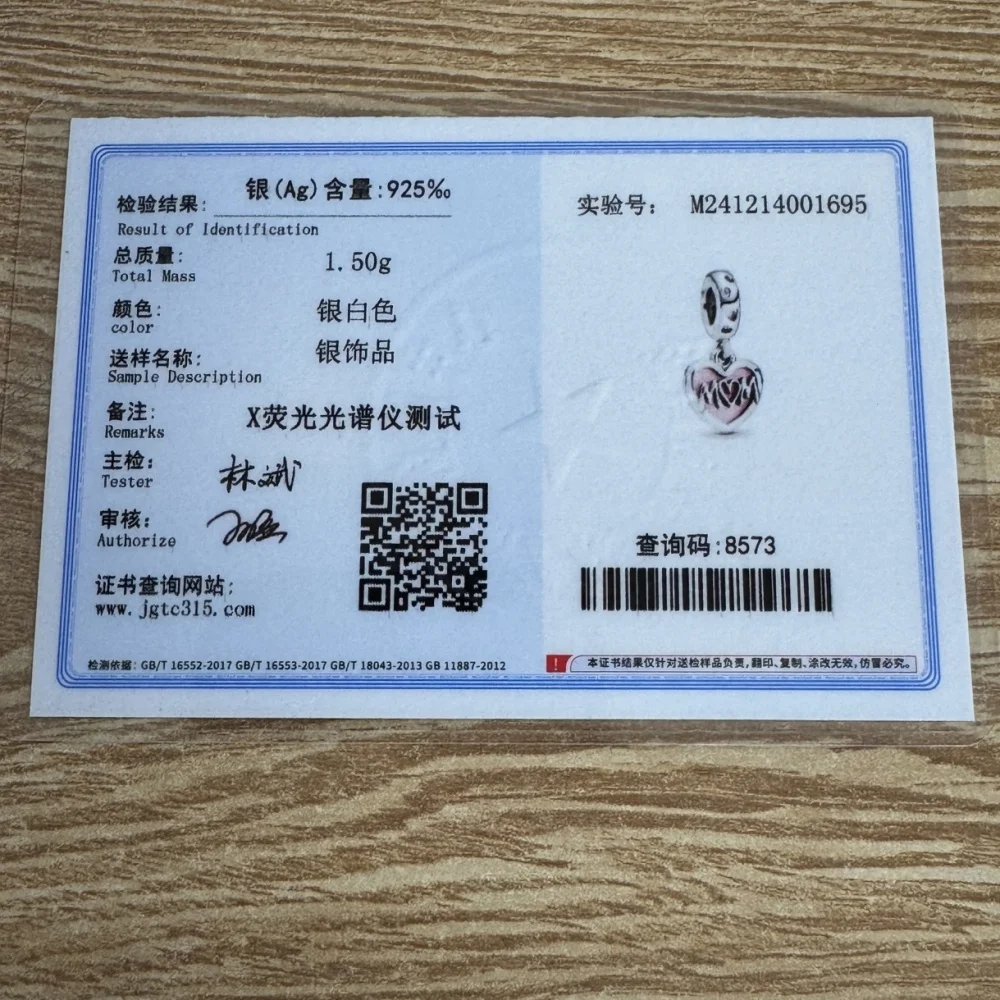 检验结果: 银(Ag)含量:925‰
Result of Identification
总质量: 1.50g
Total Mass
颜色: 银白色
color
送样名称: 银饰品
Sample Description
备注: X荧光光谱仪测试
Remarks
主检: 林斌
Tester
审核:
Authorize
证书查询网站:
www.jgtc315.com
检测依据: GB/T 16552-2017 GB/T 16553-2017 GB/T 18043-2013 GB 11887-2012
实验号: M241214001695
MOM
查询码:8573
! 本证书结果仅针对送检样品负责,翻印、复制、涂改无效,仿冒必究。